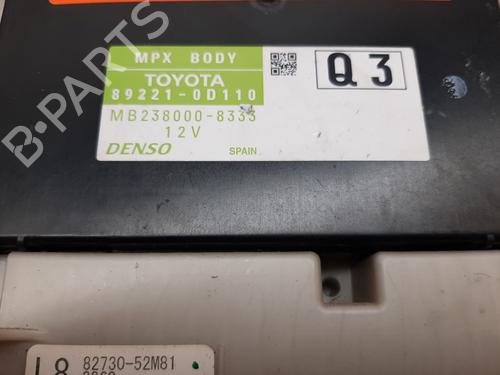 B-PARTS
MPX BODY
TOYOTA
89221-0D110
MB238000-8333
12V
DENSO
SPAIN
Q3
L8
82730-52M81